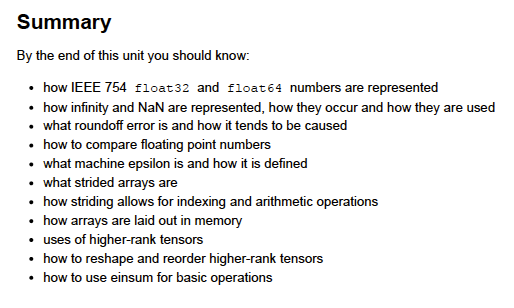 Summary
By the end of this unit you should know:
• how IEEE 754 float32 and float64 numbers are represented
• how infinity and NaN are represented, how they occur and how they are used
• what roundoff error is and how it tends to be caused
• how to compare floating point numbers
• what machine epsilon is and how it is defined
• what strided arrays are
• how striding allows for indexing and arithmetic operations
• how arrays are laid out in memory
• uses of higher-rank tensors
• how to reshape and reorder higher-rank tensors
• how to use einsum for basic operations